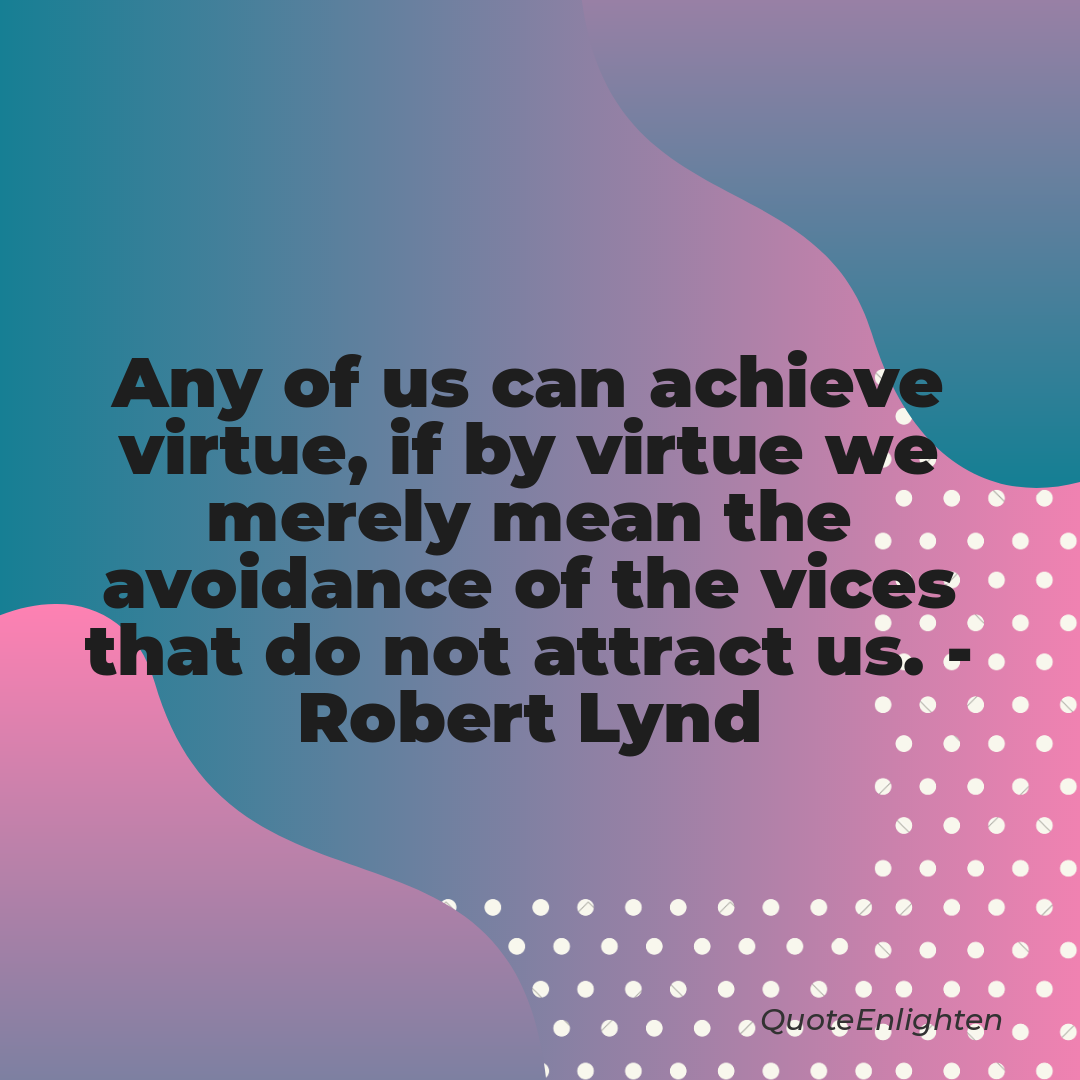 Any of us can achieve
virtue, if by virtue we
merely mean the
avoidance of the vices
that do not attract us. -
Robert Lynd
QuoteEnlighten